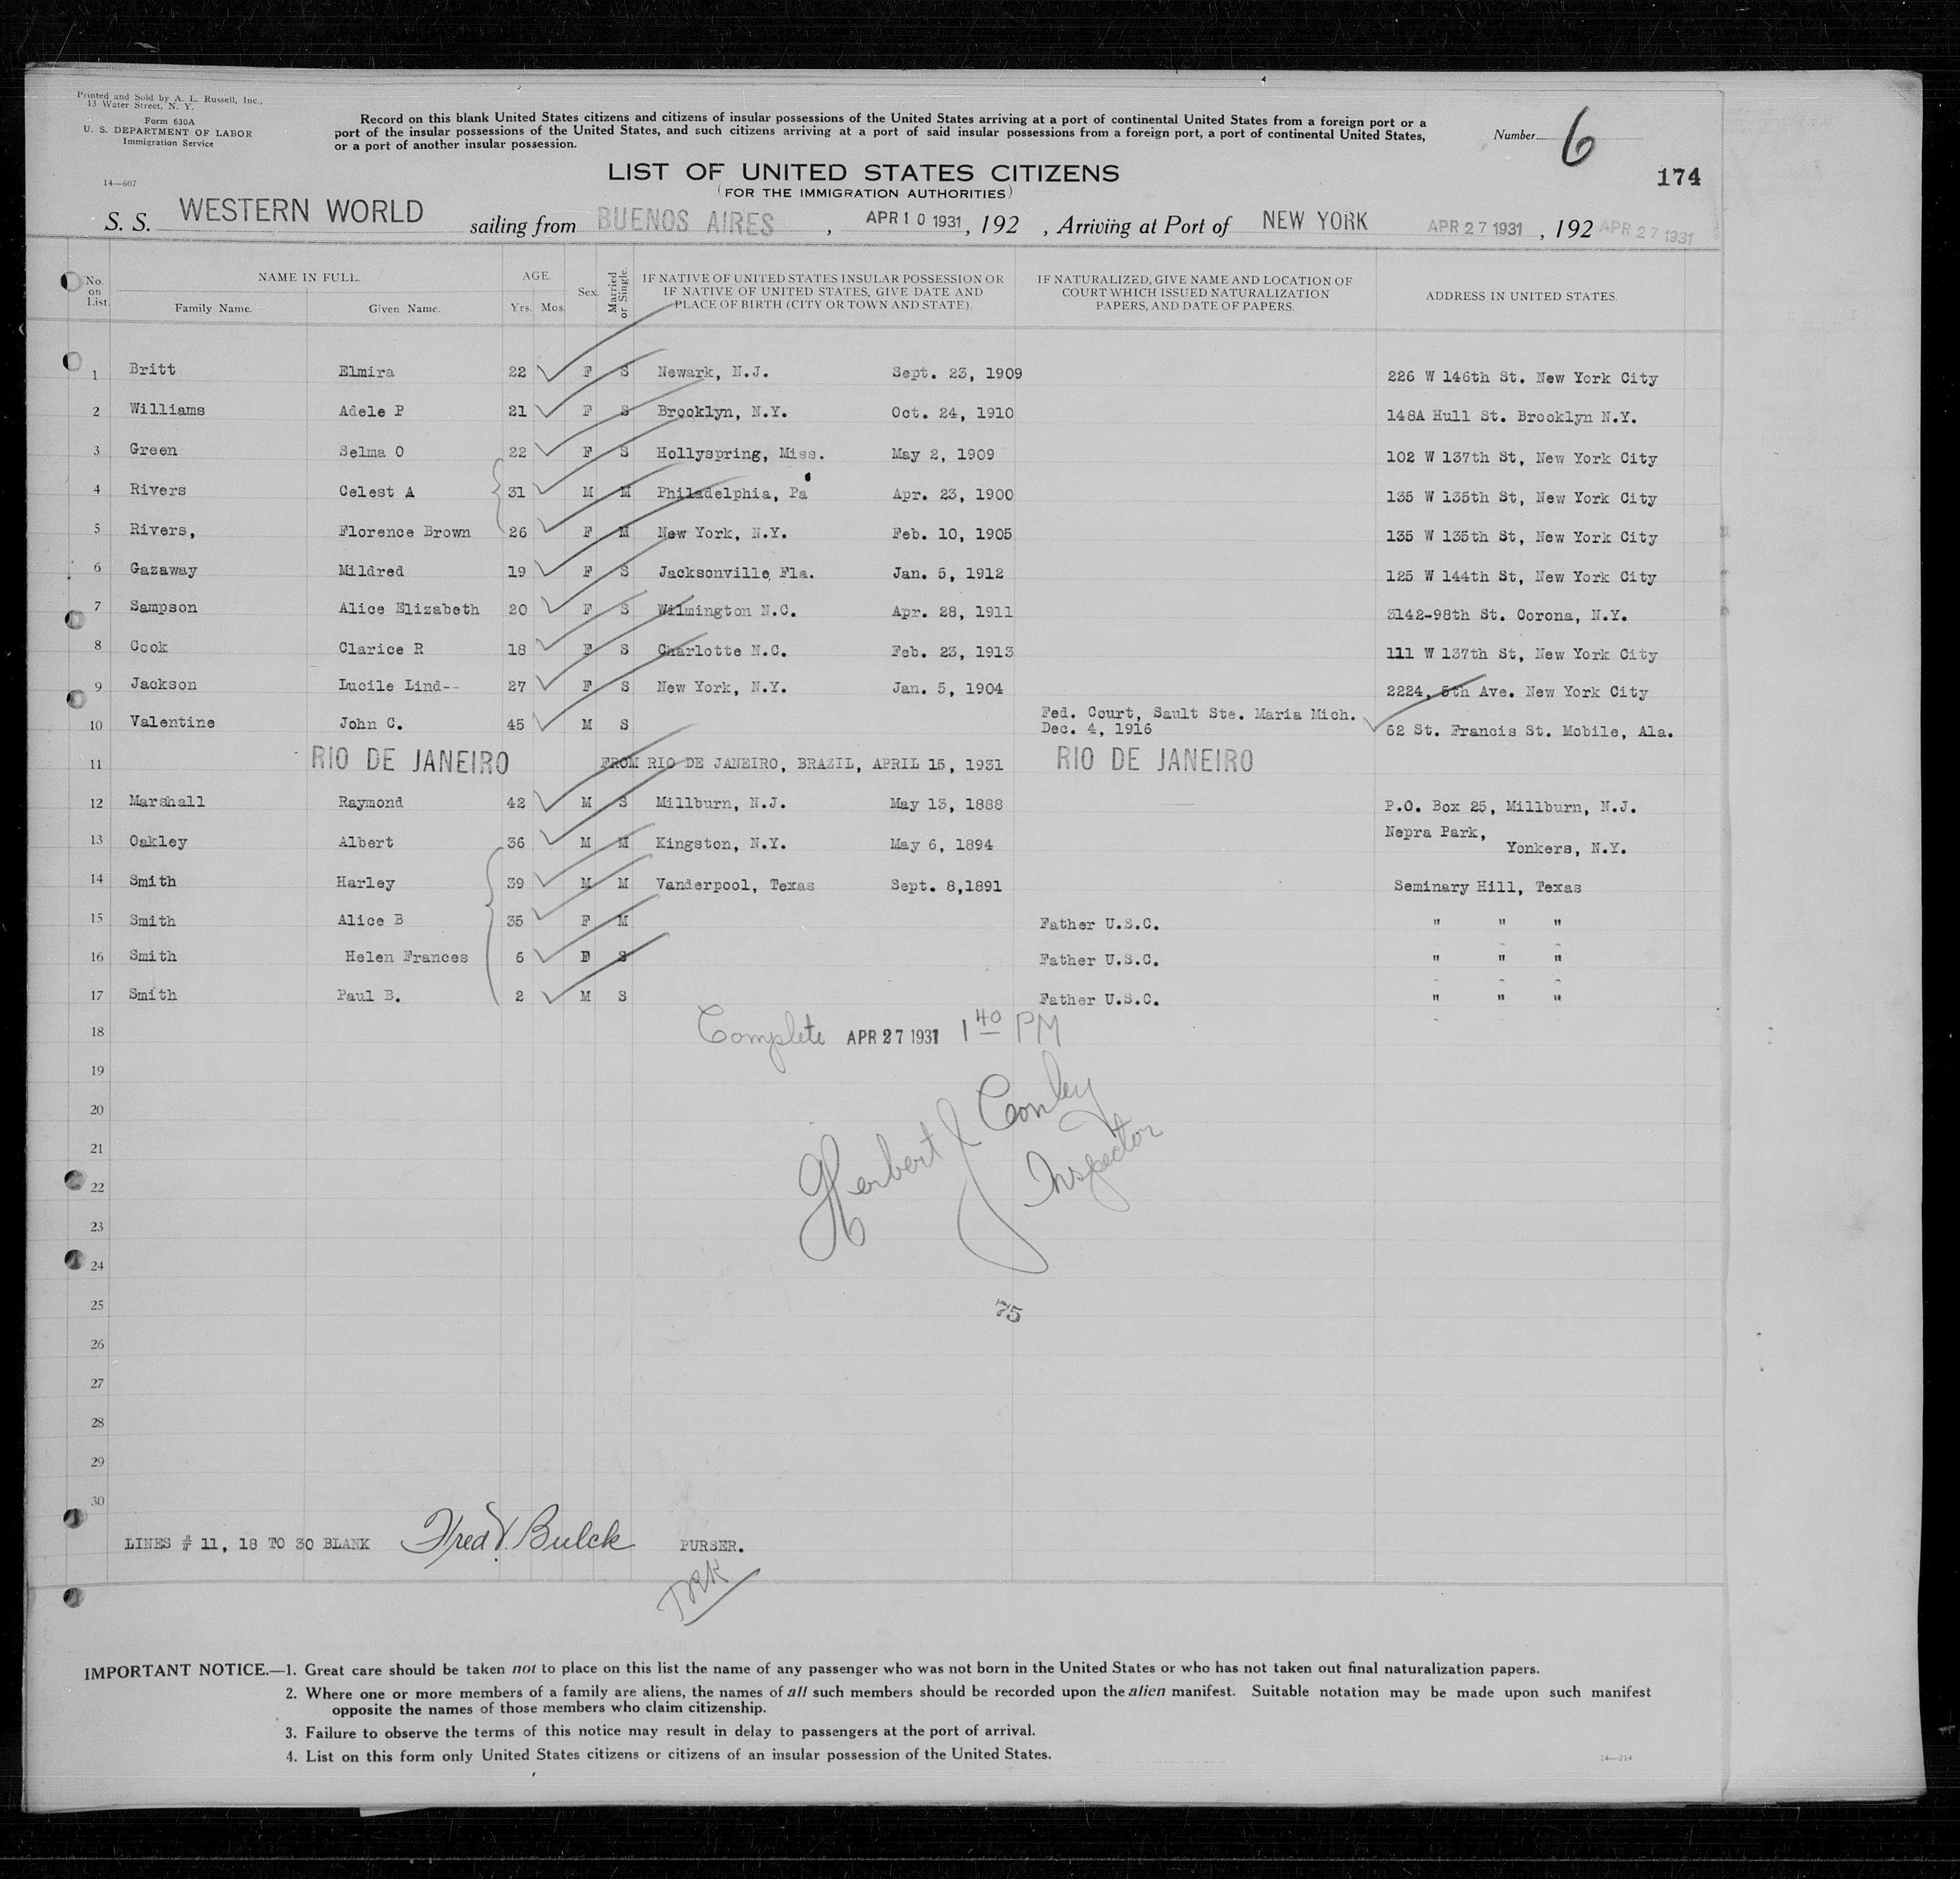 Printed and Sold by A. L. Russell, Inc.,
13 Water Street, N. Y.
Form 630A
U. S. DEPARTMENT OF LABOR
Immigration Service
14—607
Record on this blank United States citizens and citizens of insular possessions of the United States arriving at a port of continental United States from a foreign port or a
port of the insular possessions of the United States, and such citizens arriving at a port of said insular possessions from a foreign port, a port of continental United States,
or a port of another insular possession.
Number 6
174
LIST OF UNITED STATES CITIZENS
(FOR THE IMMIGRATION AUTHORITIES)
S. S. WESTERN WORLD sailing from BUENOS AIRES, APR 10 1931, 192 , Arriving at Port of NEW YORK APR 27 1931, 192 APR 27 1931
No. on List. NAME IN FULL. Family Name. Given Name. AGE. Yrs. Mos. Sex. Married or Single. IF NATIVE OF UNITED STATES INSULAR POSSESSION OR IF NATIVE OF UNITED STATES, GIVE DATE AND PLACE OF BIRTH (CITY OR TOWN AND STATE). IF NATURALIZED, GIVE NAME AND LOCATION OF COURT WHICH ISSUED NATURALIZATION PAPERS, AND DATE OF PAPERS. ADDRESS IN UNITED STATES.
1 Britt Elmira 22 F S Newark, N.J. Sept. 23, 1909 226 W 146th St. New York City
2 Williams Adele P 21 F S Brooklyn, N.Y. Oct. 24, 1910 148A Hull St. Brooklyn N.Y.
3 Green Selma O 22 F S Hollyspring, Miss. May 2, 1909 102 W 137th St, New York City
4 Rivers Celest A 31 M M Philadelphia, Pa Apr. 23, 1900 135 W 135th St, New York City
5 Rivers, Florence Brown 26 F M New York, N.Y. Feb. 10, 1905 135 W 135th St, New York City
6 Gazaway Mildred 19 F S Jacksonville, Fla. Jan. 5, 1912 125 W 144th St, New York City
7 Sampson Alice Elizabeth 20 F S Wilmington N.C. Apr. 28, 1911 3142-98th St. Corona, N.Y.
8 Cook Clarice R 18 F S Charlotte N.C. Feb. 23, 1913 111 W 137th St, New York City
9 Jackson Lucile Lind-- 27 F S New York, N.Y. Jan. 5, 1904 2224, 5th Ave. New York City
10 Valentine John C. 45 M S Fed. Court, Sault Ste. Maria Mich. Dec. 4, 1916 62 St. Francis St. Mobile, Ala.
11 RIO DE JANEIRO FROM RIO DE JANEIRO, BRAZIL, APRIL 15, 1931 RIO DE JANEIRO
12 Marshall Raymond 42 M S Millburn, N.J. May 13, 1888 P.O. Box 25, Millburn, N.J.
13 Oakley Albert 36 M M Kingston, N.Y. May 6, 1894 Nepra Park, Yonkers, N.Y.
14 Smith Harley 39 M M Vanderpool, Texas Sept. 8,1891 Seminary Hill, Texas
15 Smith Alice B 35 F M Father U.S.C. " " "
16 Smith Helen Frances 6 F S Father U.S.C. " " "
17 Smith Paul B. 2 M S Father U.S.C. " " "
18 Complete APR 27 1931 1 40 PM
19
20
21
Herbert J Conley
Inspector
22
23
24
25
75
26
27
28
29
30
LINES # 11, 18 TO 30 BLANK Fred V. Bulck PURSER.
IMPORTANT NOTICE.—1. Great care should be taken not to place on this list the name of any passenger who was not born in the United States or who has not taken out final naturalization papers.
2. Where one or more members of a family are aliens, the names of all such members should be recorded upon the alien manifest. Suitable notation may be made upon such manifest
opposite the names of those members who claim citizenship.
3. Failure to observe the terms of this notice may result in delay to passengers at the port of arrival.
4. List on this form only United States citizens or citizens of an insular possession of the United States.
14—214